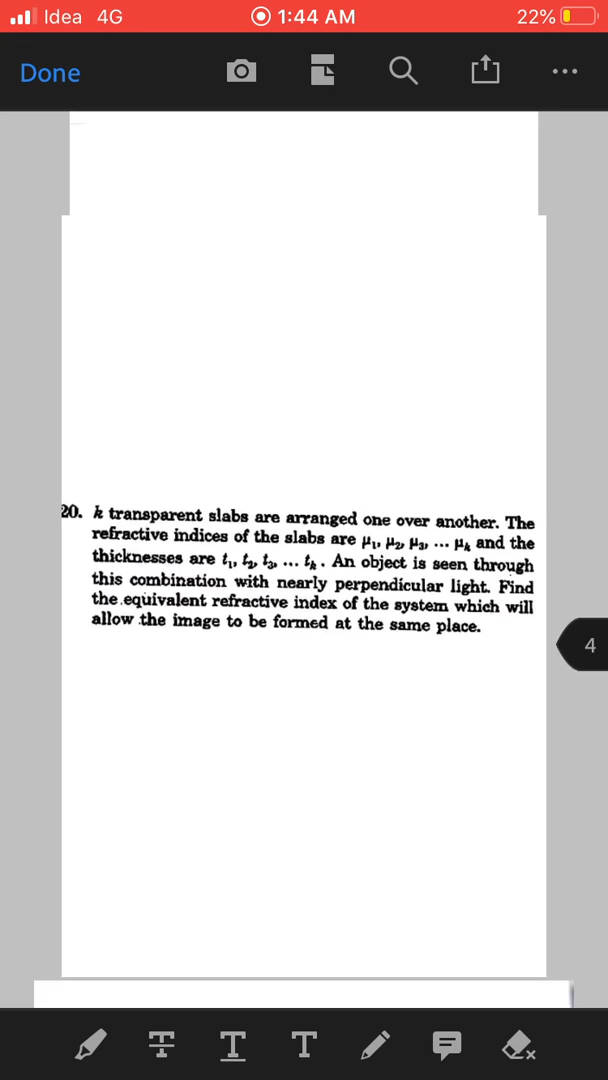 Idea 4G 1:44 AM 22%
Done
20. k transparent slabs are arranged one over another. The
refractive indices of the slabs are μ₁, μ₂, μ₃, ... μₖ and the
thicknesses are t₁, t₂, t₃, ... tₖ. An object is seen through
this combination with nearly perpendicular light. Find
the equivalent refractive index of the system which will
allow the image to be formed at the same place.
4
T T T